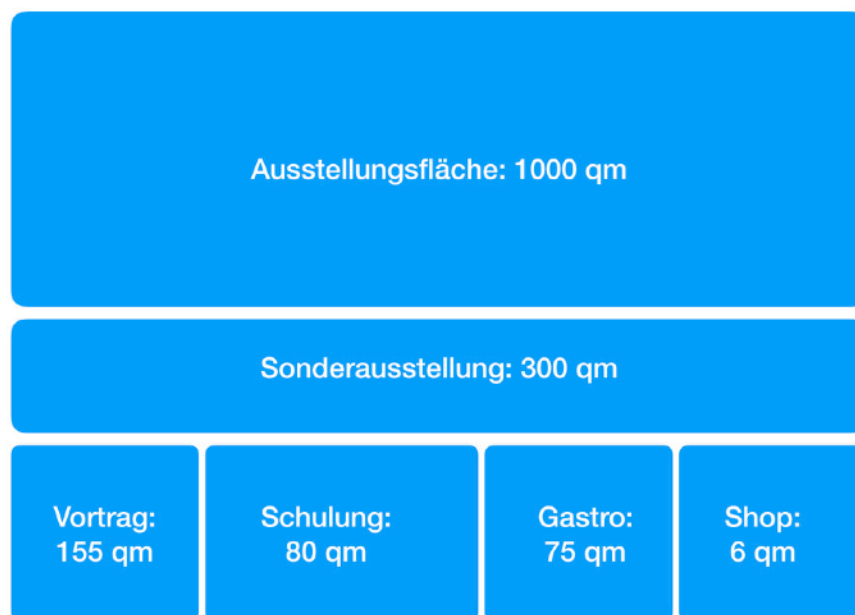 Ausstellungsfläche: 1000 qm
Sonderausstellung: 300 qm
Vortrag:
155 qm
Schulung:
80 qm
Gastro:
75 qm
Shop:
6 qm